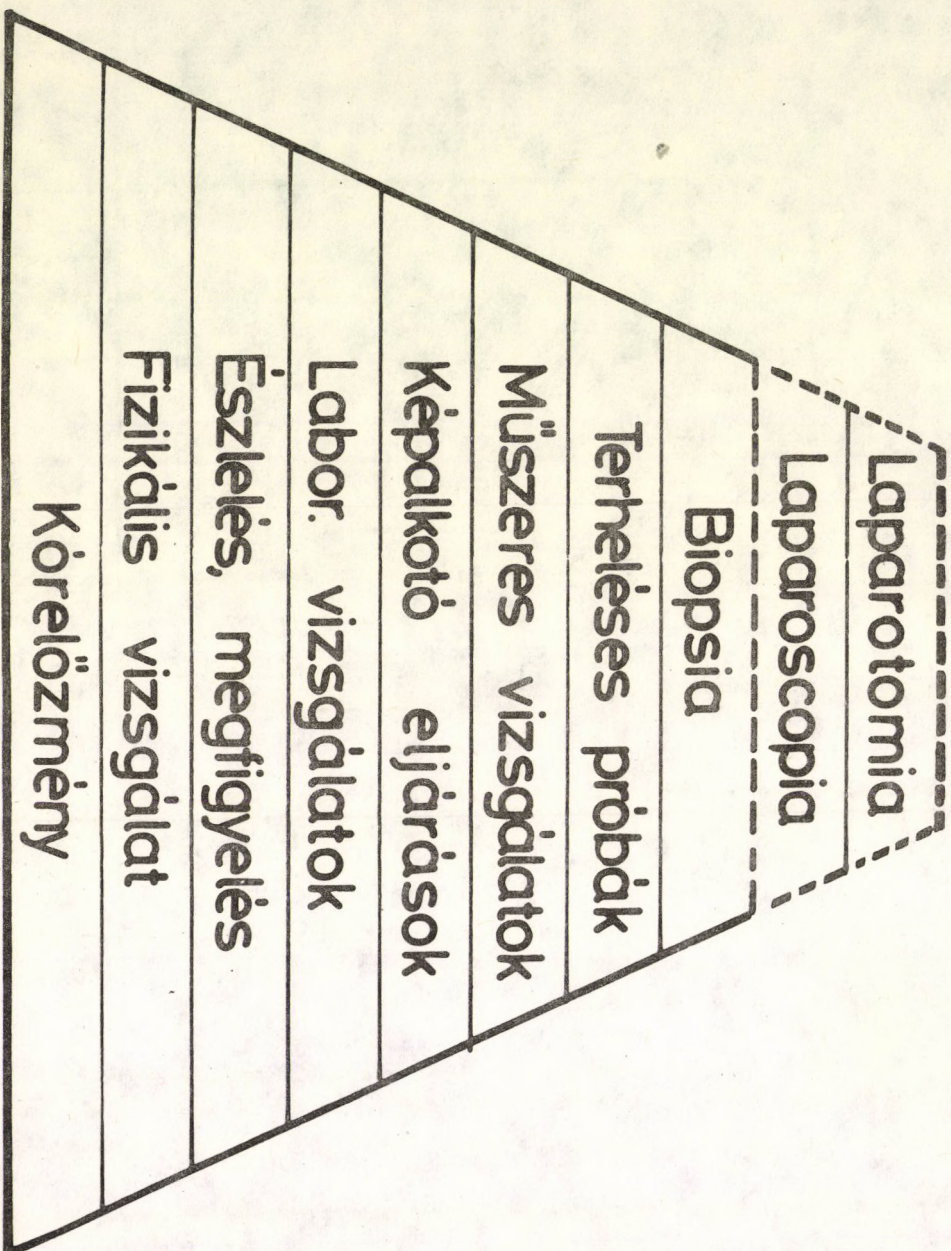 Laparotomia
Laparoscopia
Biopsia
Terheléses próbák
Műszeres vizsgálatok
Képalkotó eljárások
Labor. vizsgálatok
Észlelés, megfigyelés
Fizikális vizsgálat
Kórelőzmény